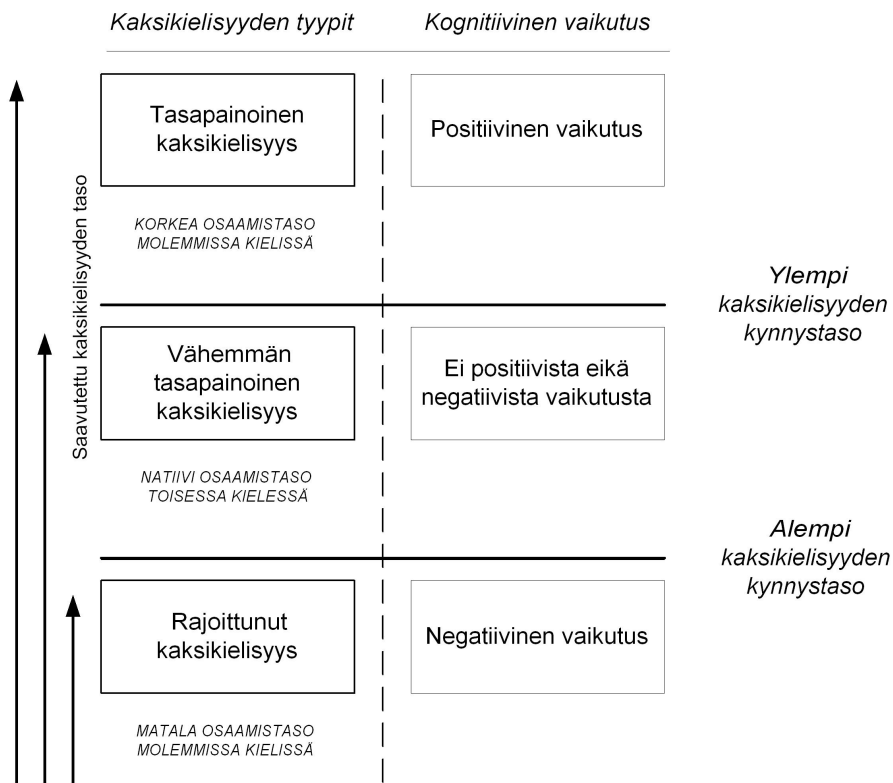 Kaksikielisyyden tyypit
Kognitiivinen vaikutus
Saavutettu kaksikielisyyden taso
Tasapainoinen
kaksikielisyys
Positiivinen vaikutus
KORKEA OSAAMISTASO
MOLEMMISSA KIELISSÄ
Ylempi
kaksikielisyyden
kynnystaso
Vähemmän
tasapainoinen
kaksikielisyys
Ei positiivista eikä
negatiivista vaikutusta
NATIIVI OSAAMISTASO
TOISESSA KIELESSÄ
Alempi
kaksikielisyyden
kynnystaso
Rajoittunut
kaksikielisyys
Negatiivinen vaikutus
MATALA OSAAMISTASO
MOLEMMISSA KIELISSÄ